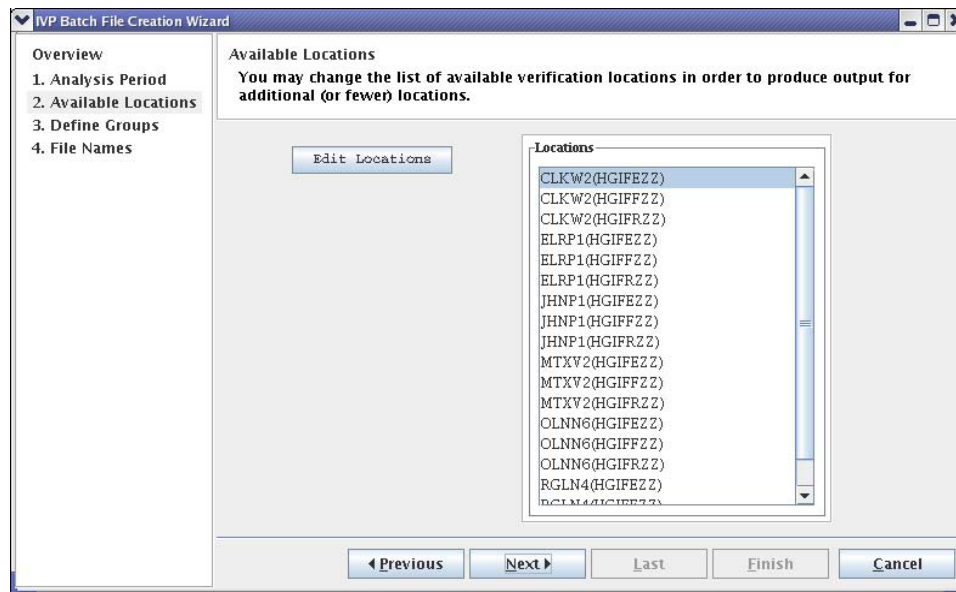 IVP Batch File Creation Wizard
Overview
1. Analysis Period
2. Available Locations
3. Define Groups
4. File Names
Available Locations
You may change the list of available verification locations in order to produce output for
additional (or fewer) locations.
Edit Locations
Locations
CLKW2(HGIFEZZ)
CLKW2(HGIFFZZ)
CLKW2(HGIFRZZ)
ELRP1(HGIFEZZ)
ELRP1(HGIFFZZ)
ELRP1(HGIFRZZ)
JHNP1(HGIFEZZ)
JHNP1(HGIFFZZ)
JHNP1(HGIFRZZ)
MTXV2(HGIFEZZ)
MTXV2(HGIFFZZ)
MTXV2(HGIFRZZ)
OLNN6(HGIFEZZ)
OLNN6(HGIFFZZ)
OLNN6(HGIFRZZ)
RGLN4(HGIFEZZ)
Previous
Next
Last
Finish
Cancel